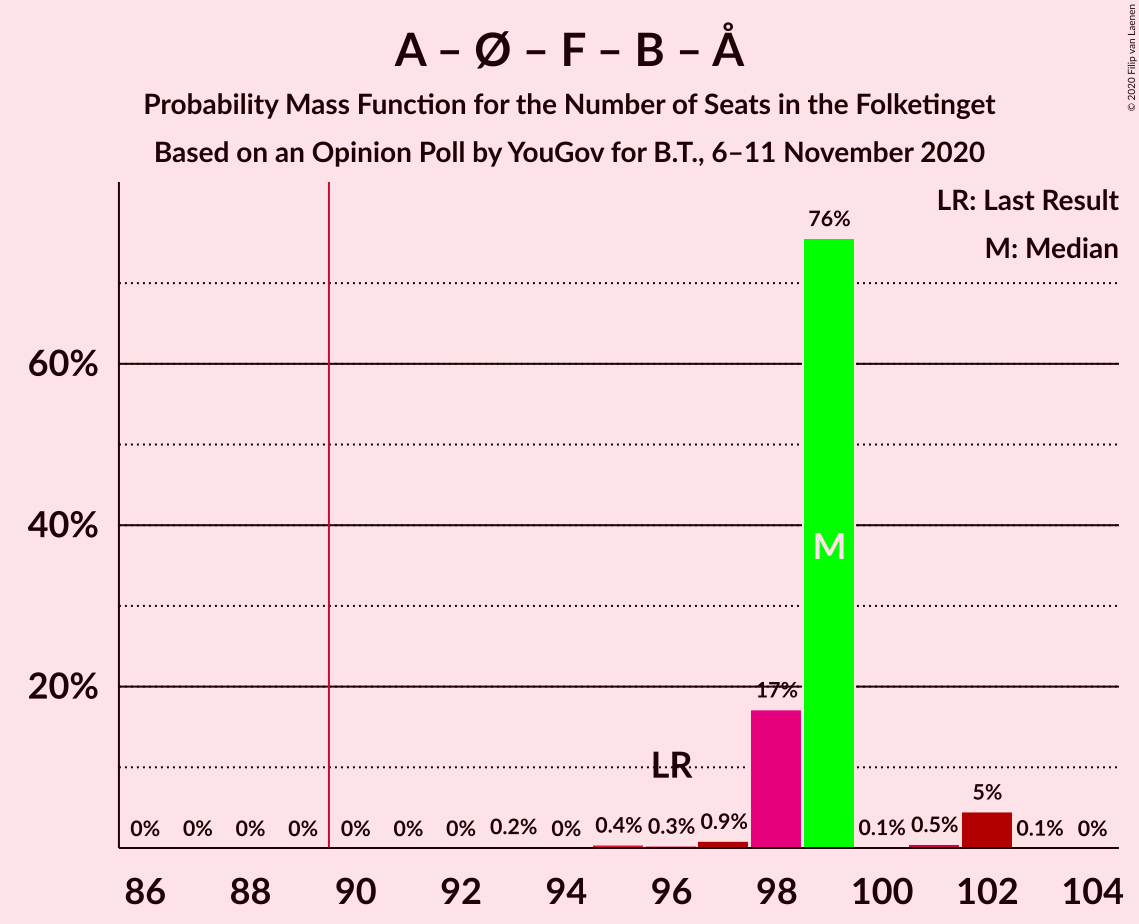 A – Ø – F – B – Å
Probability Mass Function for the Number of Seats in the Folketinget
Based on an Opinion Poll by YouGov for B.T., 6–11 November 2020
© 2020 Filip van Laenen
LR: Last Result
M: Median
60%
40%
20%
0% 0% 0% 0% 0% 0% 0% 0.2% 0% 0.4% 0.3% 0.9% 17% 76% 0.1% 0.5% 5% 0.1% 0%
LR
M
86 88 90 92 94 96 98 100 102 104